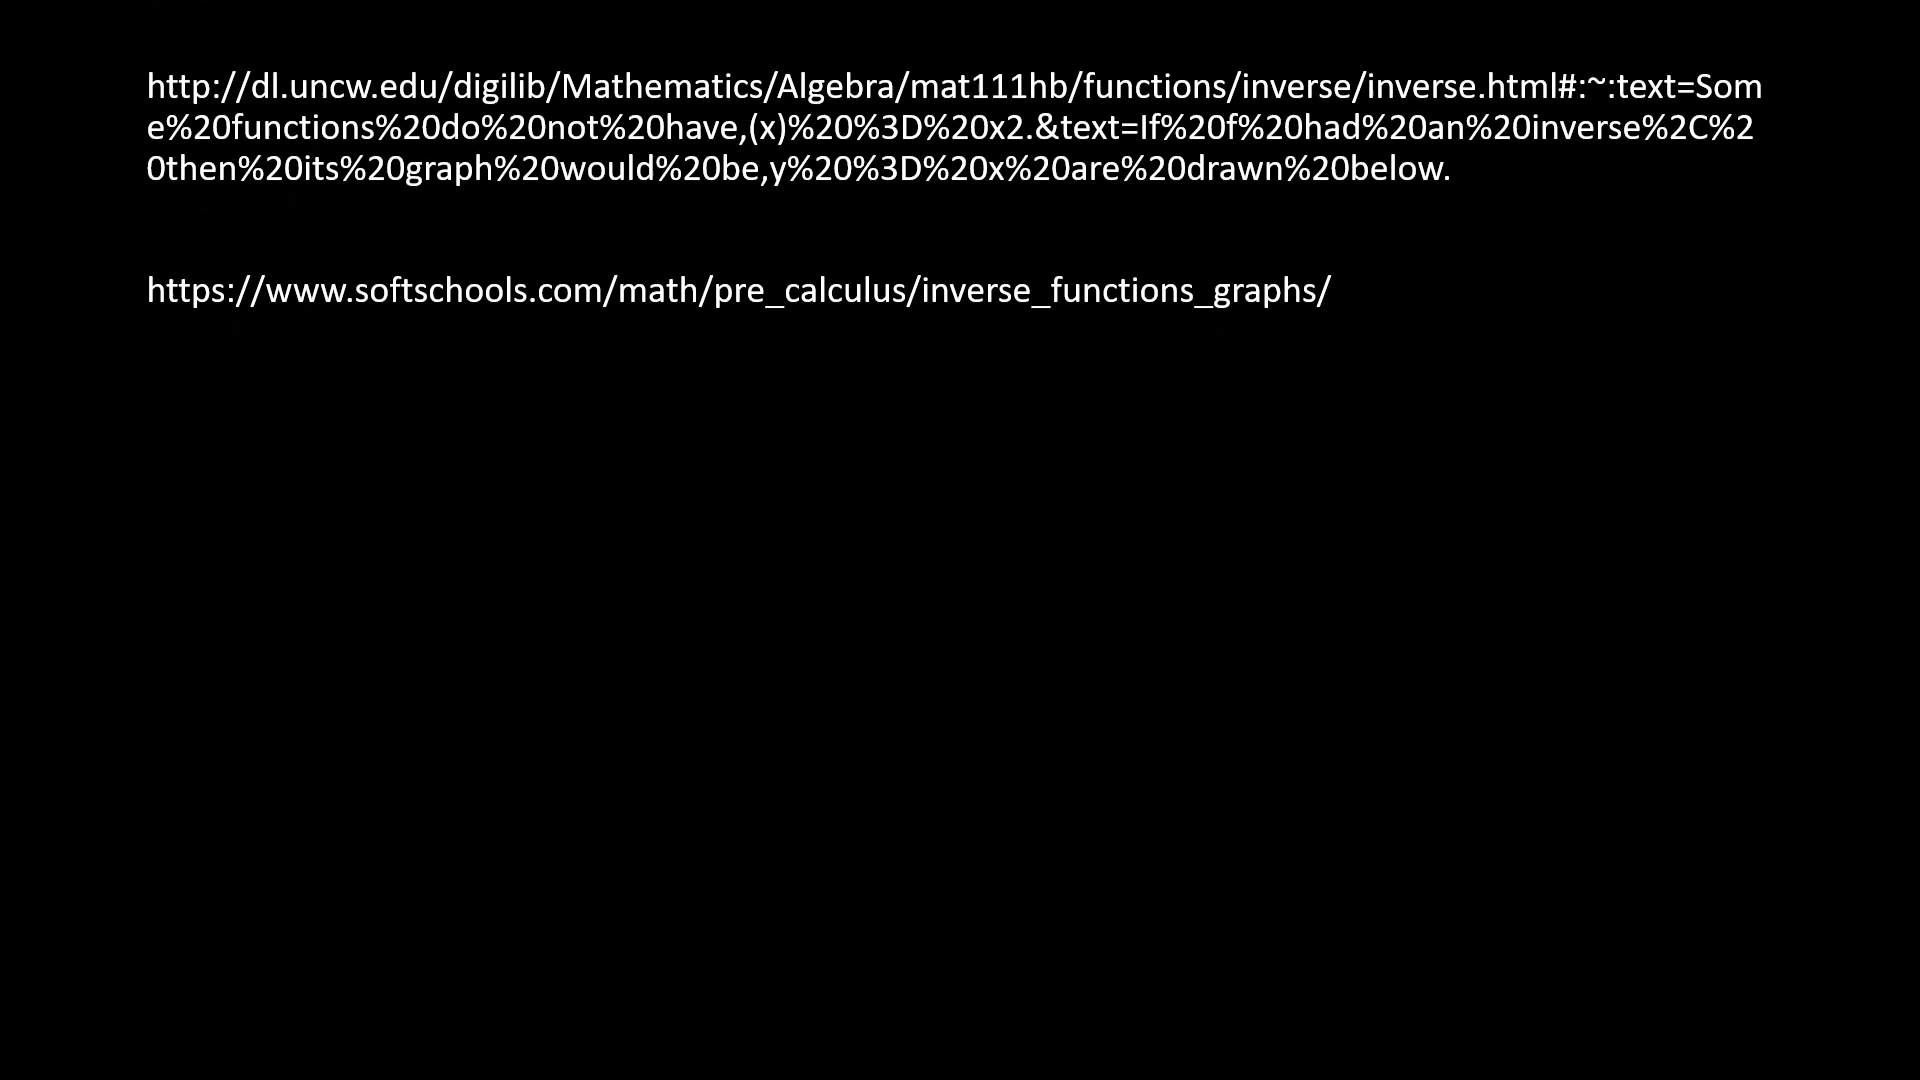 http://dl.uncw.edu/digilib/Mathematics/Algebra/mat111hb/functions/inverse/inverse.html#:~:text=Som
e%20functions%20do%20not%20have,(x)%20%3D%20x2.&text=If%20f%20had%20an%20inverse%2C%2
0then%20its%20graph%20would%20be,y%20%3D%20x%20are%20drawn%20below.
https://www.softschools.com/math/pre_calculus/inverse_functions_graphs/